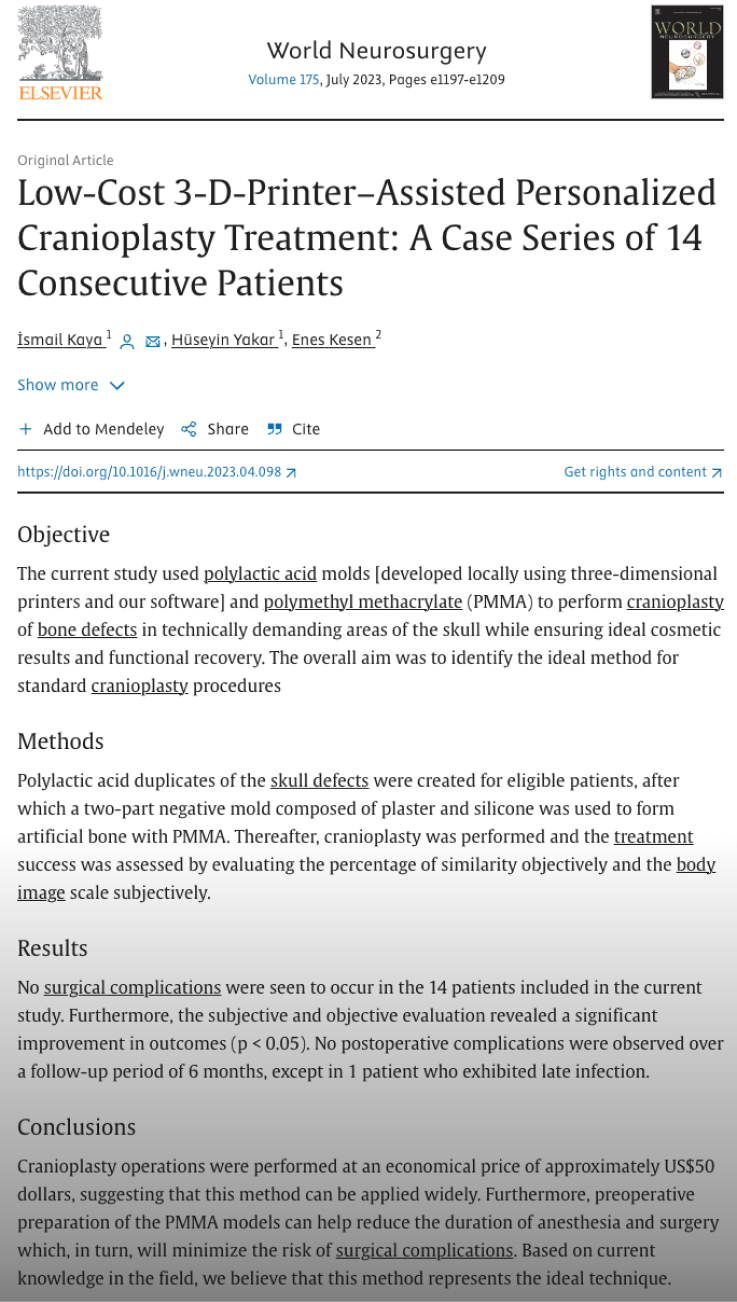 ELSEVIER
World Neurosurgery
Volume 175, July 2023, Pages e1197-e1209
WORLD
NEUROSURGERY
Original Article
Low-Cost 3-D-Printer–Assisted Personalized
Cranioplasty Treatment: A Case Series of 14
Consecutive Patients
İsmail Kaya 1 , Hüseyin Yakar 1, Enes Kesen 2
Show more
Add to Mendeley Share Cite
https://doi.org/10.1016/j.wneu.2023.04.098 Get rights and content
Objective
The current study used polylactic acid molds [developed locally using three-dimensional
printers and our software] and polymethyl methacrylate (PMMA) to perform cranioplasty
of bone defects in technically demanding areas of the skull while ensuring ideal cosmetic
results and functional recovery. The overall aim was to identify the ideal method for
standard cranioplasty procedures
Methods
Polylactic acid duplicates of the skull defects were created for eligible patients, after
which a two-part negative mold composed of plaster and silicone was used to form
artificial bone with PMMA. Thereafter, cranioplasty was performed and the treatment
success was assessed by evaluating the percentage of similarity objectively and the body
image scale subjectively.
Results
No surgical complications were seen to occur in the 14 patients included in the current
study. Furthermore, the subjective and objective evaluation revealed a significant
improvement in outcomes (p < 0.05). No postoperative complications were observed over
a follow-up period of 6 months, except in 1 patient who exhibited late infection.
Conclusions
Cranioplasty operations were performed at an economical price of approximately US$50
dollars, suggesting that this method can be applied widely. Furthermore, preoperative
preparation of the PMMA models can help reduce the duration of anesthesia and surgery
which, in turn, will minimize the risk of surgical complications. Based on current
knowledge in the field, we believe that this method represents the ideal technique.